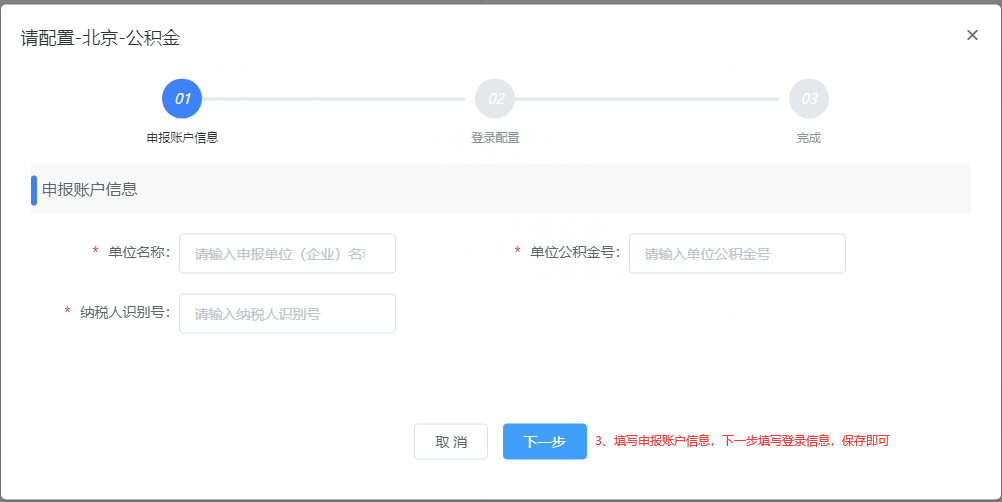 请配置-北京-公积金
×
01
02
03
申报账户信息
登录配置
完成
申报账户信息
* 单位名称: 请输入申报单位（企业）名
* 单位公积金号: 请输入单位公积金号
* 纳税人识别号: 请输入纳税人识别号
取 消
下一步
3、填写申报账户信息，下一步填写登录信息，保存即可